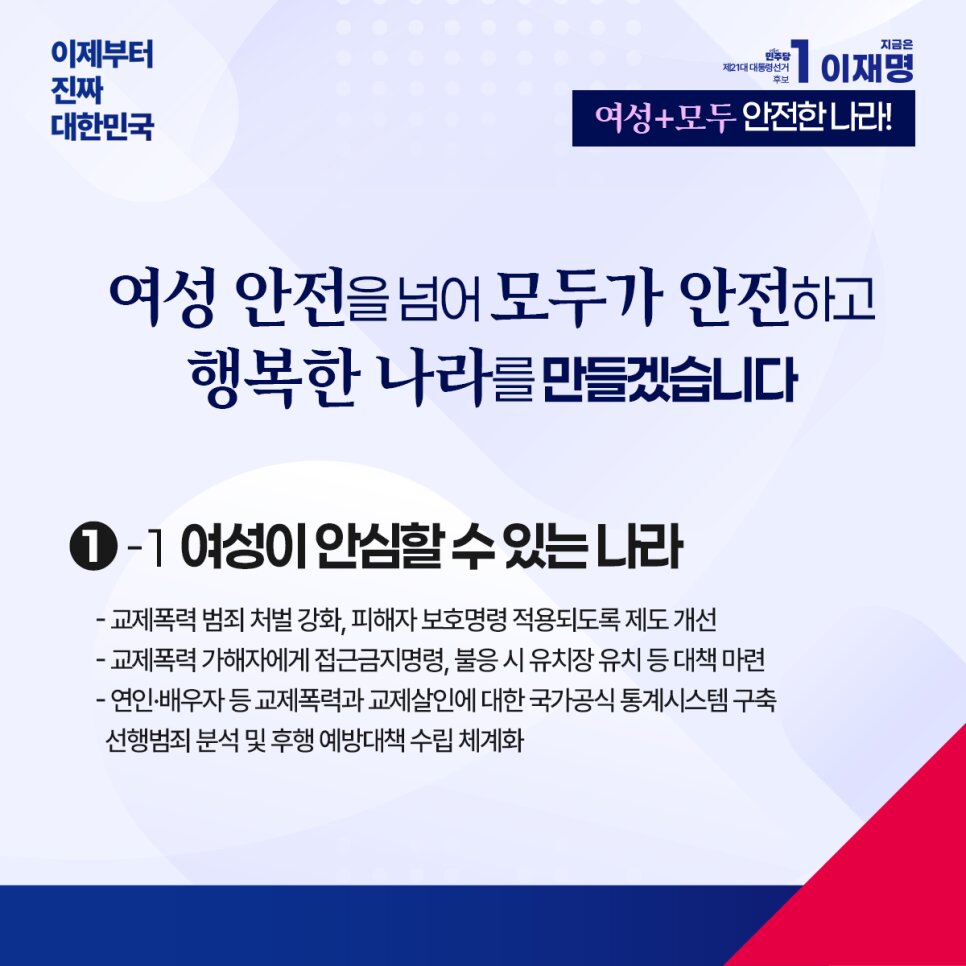 이제부터
진짜
대한민국
민주당
제21대 대통령선거
후보
1
지금은
이재명
여성+모두 안전한 나라!
여성 안전을 넘어 모두가 안전하고
행복한 나라를 만들겠습니다
1 -1 여성이 안심할 수 있는 나라
- 교제폭력 범죄 처벌 강화, 피해자 보호명령 적용되도록 제도 개선
- 교제폭력 가해자에게 접근금지명령, 불응 시 유치장 유치 등 대책 마련
- 연인·배우자 등 교제폭력과 교제살인에 대한 국가공식 통계시스템 구축
선행범죄 분석 및 후행 예방대책 수립 체계화